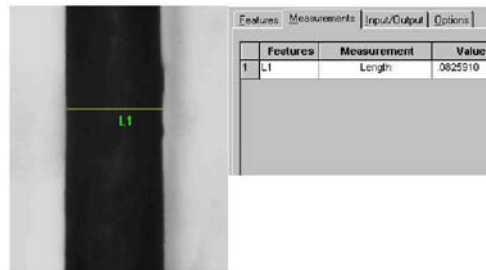 L1
Features Measurements Input/Output Options
Features Measurement Value
1 L1 Length .0825910